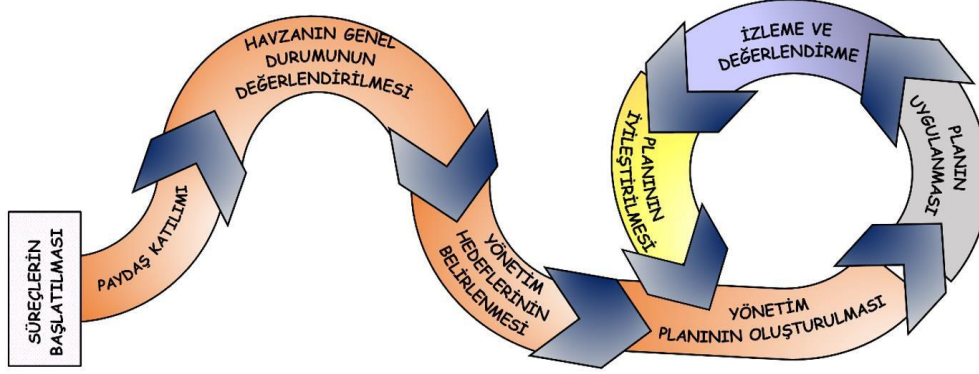 SÜREÇLERİN
BAŞLATILMASI
PAYDAŞ KATILIMI
HAVZANIN GENEL
DURUMUNUN
DEĞERLENDİRİLMESİ
YÖNETİM
HEDEFLERİNİN
BELİRLENMESİ
YÖNETİM
PLANININ OLUŞTURULMASI
PLANIN
UYGULANMASI
İZLEME VE
DEĞERLENDİRME
PLANININ
İYİLEŞTİRİLMESİ